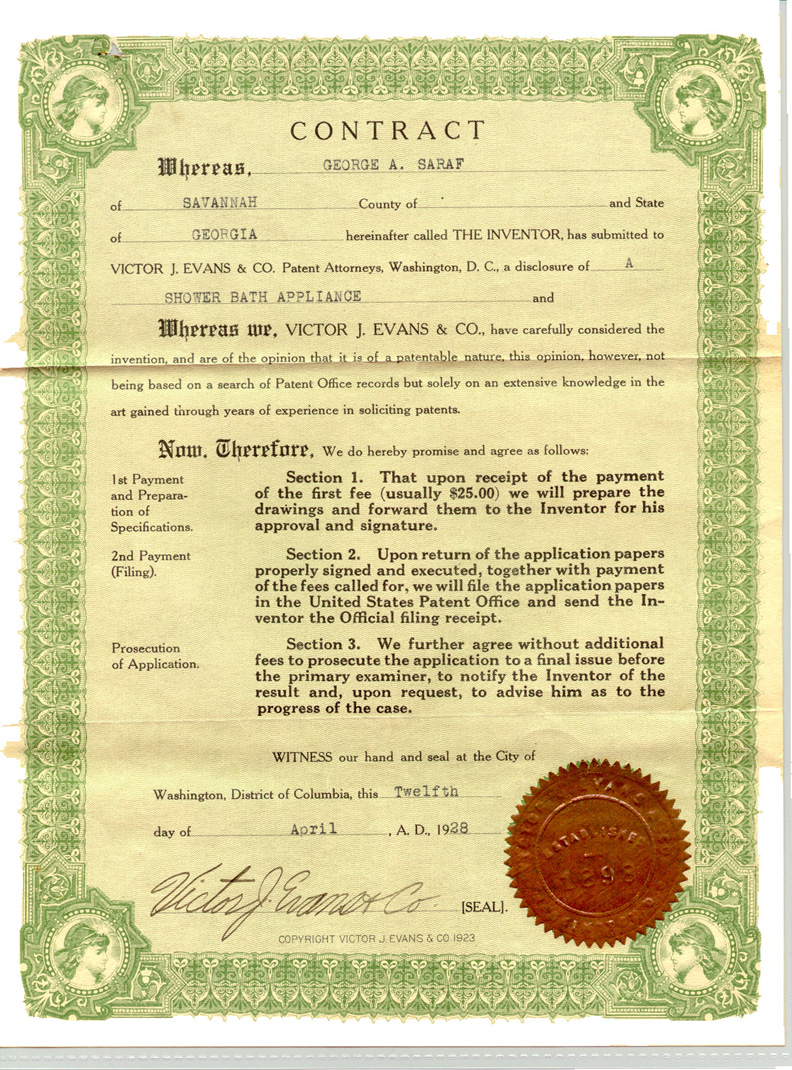 CONTRACT
Whereas, GEORGE A. SARAF
of SAVANNAH County of and State
of GEORGIA hereinafter called THE INVENTOR, has submitted to
VICTOR J. EVANS & CO. Patent Attorneys, Washington, D. C., a disclosure of A
SHOWER BATH APPLIANCE and
Whereas we, VICTOR J. EVANS & CO., have carefully considered the
invention, and are of the opinion that it is of a patentable nature, this opinion, however, not
being based on a search of Patent Office records but solely on an extensive knowledge in the
art gained through years of experience in soliciting patents.
Now, Therefore, We do hereby promise and agree as follows:
1st Payment
and Prepara-
tion of
Specifications.
Section 1. That upon receipt of the payment
of the first fee (usually $25.00) we will prepare the
drawings and forward them to the Inventor for his
approval and signature.
2nd Payment
(Filing).
Section 2. Upon return of the application papers
properly signed and executed, together with payment
of the fees called for, we will file the application papers
in the United States Patent Office and send the In-
ventor the Official filing receipt.
Prosecution
of Application.
Section 3. We further agree without additional
fees to prosecute the application to a final issue before
the primary examiner, to notify the Inventor of the
result and, upon request, to advise him as to the
progress of the case.
WITNESS our hand and seal at the City of
Washington, District of Columbia, this Twelfth
day of April , A. D., 1928
Victor J. Evans & Co. [SEAL].
COPYRIGHT VICTOR J. EVANS & CO 1923
ESTABLISHED
1898